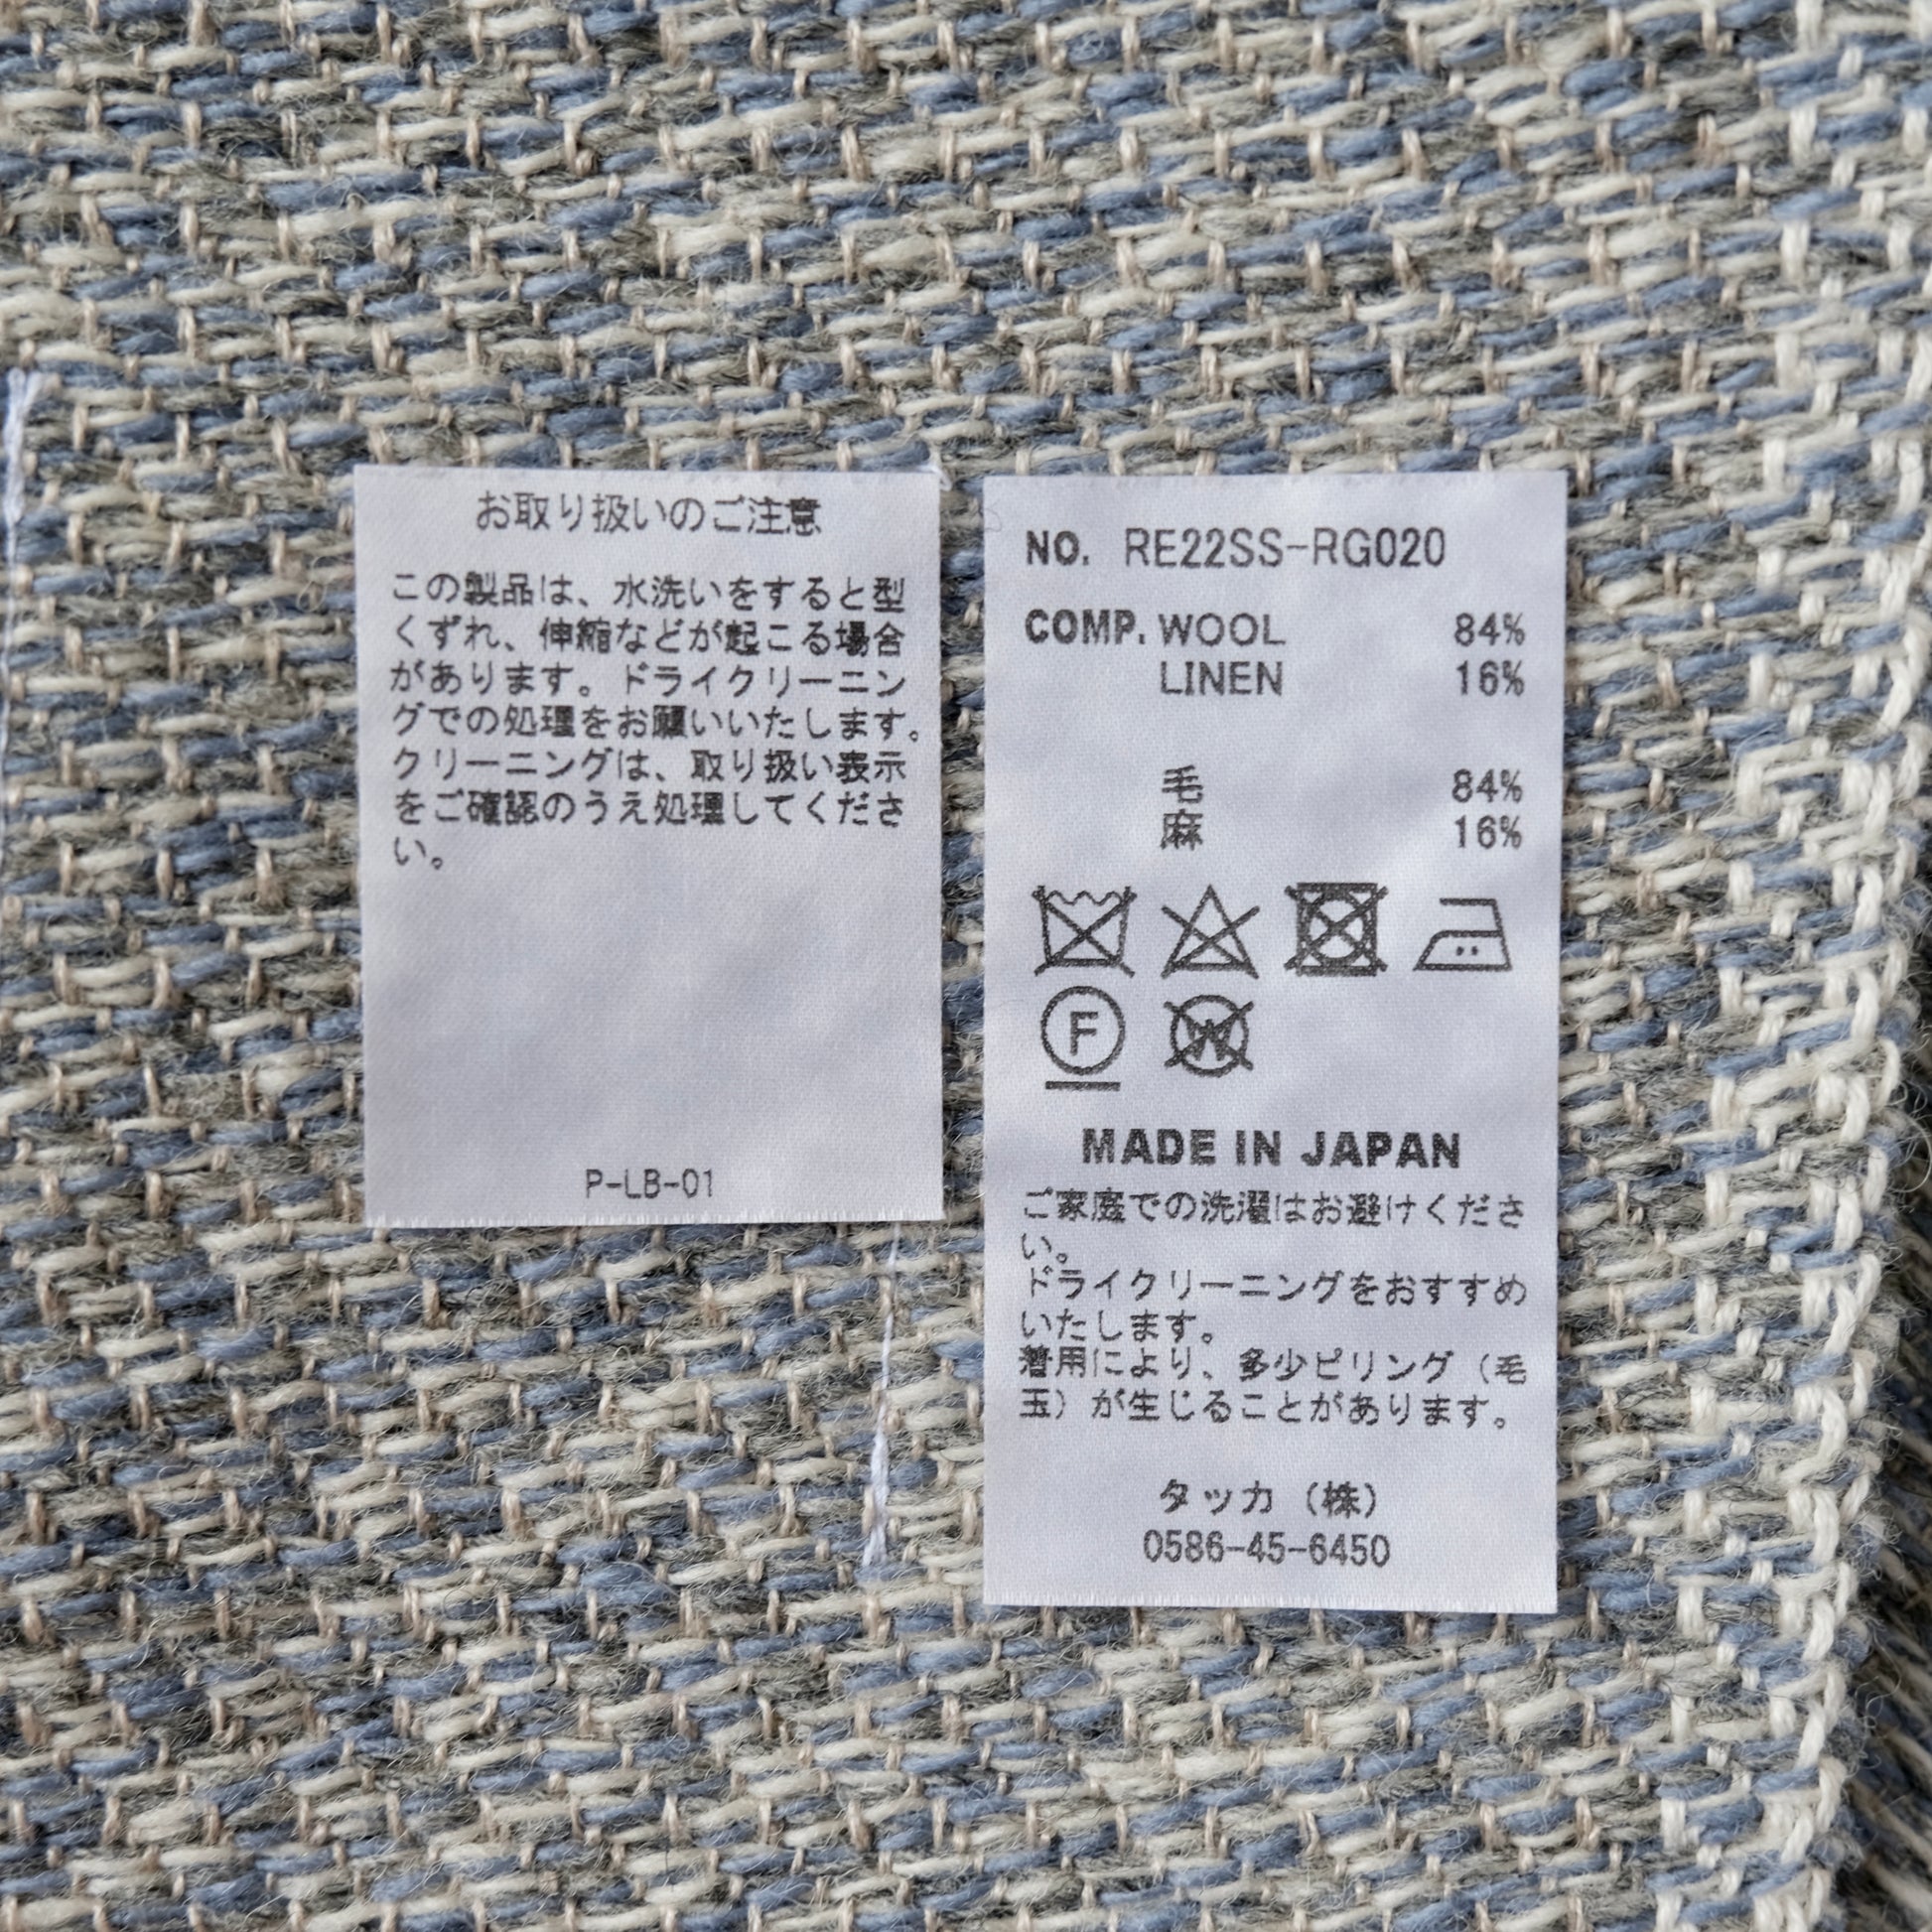 お取り扱いのご注意
この製品は、水洗いをすると型
くずれ、伸縮などが起こる場合
があります。ドライクリーニン
グでの処理をお願いいたします。
クリーニングは、取り扱い表示
をご確認のうえ処理してくださ
い。
P-LB-01
NO. RE22SS-RG020
COMP. WOOL 84%
LINEN 16%
毛 84%
麻 16%
F W
MADE IN JAPAN
ご家庭での洗濯はお避けくださ
い。
ドライクリーニングをおすすめ
いたします。
着用により、多少ピリング（毛
玉）が生じることがあります。
タッカ（株）
0586-45-6450